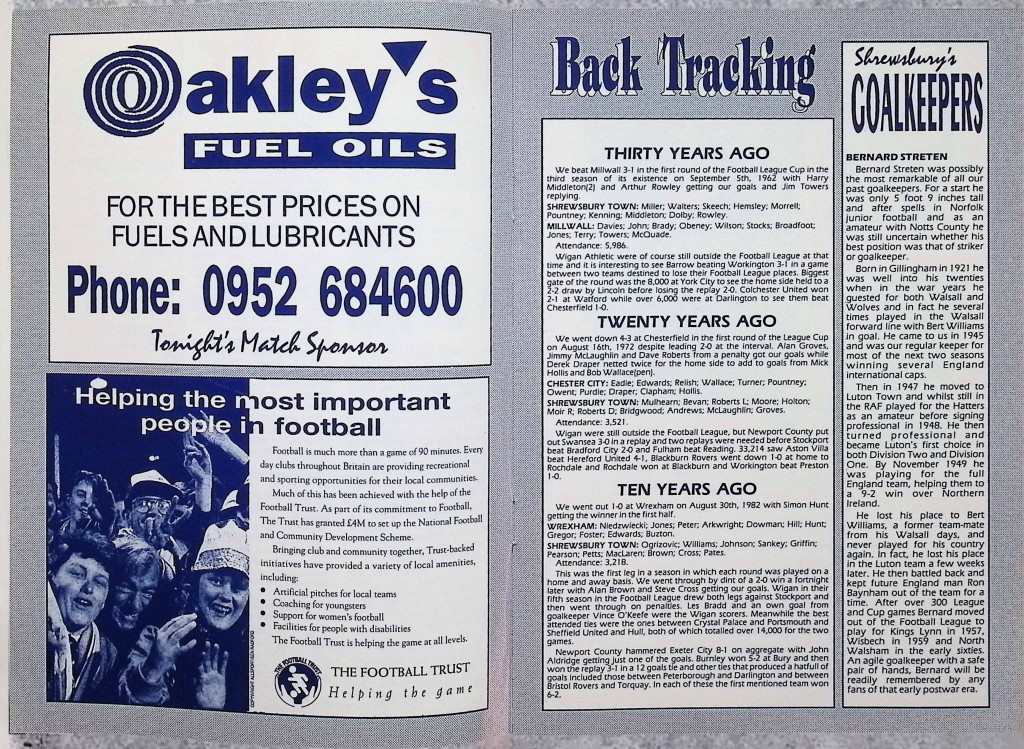 Oakley's
FUEL OILS
FOR THE BEST PRICES ON
FUELS AND LUBRICANTS
Phone: 0952 684600
Tonight's Match Sponsor
Helping the most important
people in football
Football is much more than a game of 90 minutes. Every
day clubs throughout Britain are providing recreational
and sporting opportunities for their local communities.
Much of this has been achieved with the help of the
Football Trust. As part of its commitment to Football,
The Trust has granted £4M to set up the National Football
and Community Development Scheme.
Bringing club and community together, Trust-backed
initiatives have provided a variety of local amenities,
including:
• Artificial pitches for local teams
• Coaching for youngsters
• Support for women's football
• Facilities for people with disabilities
The Football Trust is helping the game at all levels.
THE FOOTBALL TRUST
THE FOOTBALL TRUST
Helping the game
Back Tracking
THIRTY YEARS AGO
We beat Millwall 3-1 in the first round of the Football League Cup in the
third season of its existence on September 5th, 1962 with Harry
Middleton(2) and Arthur Rowley getting our goals and Jim Towers
replying.
SHREWSBURY TOWN: Miller; Walters; Skeech; Hemsley; Morrell;
Pountney; Kenning; Middleton; Dolby; Rowley.
MILLWALL: Davies; John; Brady; Obeney; Wilson; Stocks; Broadfoot;
Jones; Terry; Towers; McQuade.
Attendance: 5,986.
Wigan Athletic were of course still outside the Football League at that
time and it is interesting to see Barrow beating Workington 3-1 in a game
between two teams destined to lose their Football League places. Biggest
gate of the round was the 8,000 at York City to see the home side held to a
2-2 draw by Lincoln before losing the replay 2-0. Colchester United won
2-1 at Watford while over 6,000 were at Darlington to see them beat
Chesterfield 1-0.
TWENTY YEARS AGO
We went down 4-3 at Chesterfield in the first round of the League Cup
on August 16th, 1972 despite leading 2-0 at the interval. Alan Groves,
Jimmy McLaughlin and Dave Roberts from a penalty got our goals while
Derek Draper netted twice for the home side to add to goals from Mick
Hollis and Bob Wallace(pen).
CHESTER CITY: Eadie; Edwards; Relish; Wallace; Turner; Pountney;
Owent; Purdie; Draper; Clapham; Hollis.
SHREWSBURY TOWN: Mulhearn; Bevan; Roberts L; Moore; Holton;
Moir R; Roberts D; Bridgwood; Andrews; McLaughlin; Groves.
Attendance: 3,521.
Wigan were still outside the Football League, but Newport County put
out Swansea 3-0 in a replay and two replays were needed before Stockport
beat Bradford City 2-0 and Fulham beat Reading. 33,214 saw Aston Villa
beat Hereford United 4-1, Blackburn Rovers went down 1-0 at home to
Rochdale and Rochdale won at Blackburn and Workington beat Preston
1-0.
TEN YEARS AGO
We went out 1-0 at Wrexham on August 30th, 1982 with Simon Hunt
getting the winner in the first half.
WREXHAM: Niedzwiecki; Jones; Peter; Arkwright; Dowman; Hill; Hunt;
Gregor; Foster; Edwards; Buxton.
SHREWSBURY TOWN: Ogrizovic; Williams; Johnson; Sankey; Griffin;
Pearson; Petts; MacLaren; Brown; Cross; Pates.
Attendance: 3,218.
This was the first leg in a season in which each round was played on a
home and away basis. We went through by dint of a 2-0 win a fortnight
later with Alan Brown and Steve Cross getting our goals. Wigan in their
fifth season in the Football League drew both legs against Stockport and
then went through on penalties. Les Bradd and an own goal from
goalkeeper Vince O'Keefe were the Wigan scorers. Meanwhile the best
attended ties were the ones between Crystal Palace and Portsmouth and
Sheffield United and Hull, both of which totalled over 14,000 for the two
games.
Newport County hammered Exeter City 8-1 on aggregate with John
Aldridge getting just one of the goals. Burnley won 5-2 at Bury and then
won the replay 3-1 in a 12 goals tie and other ties that produced a hatfull of
goals included those between Peterborough and Darlington and between
Bristol Rovers and Torquay. In each of these the first mentioned team won
6-2.
Shrewsbury's
GOALKEEPERS
BERNARD STRETEN
Bernard Streten was possibly
the most remarkable of all our
past goalkeepers. For a start he
was only 5 foot 9 inches tall
and after spells in Norfolk
junior football and as an
amateur with Notts County he
was still uncertain whether his
best position was that of striker
or goalkeeper.
Born in Gillingham in 1921 he
was well into his twenties
when in the war years he
guested for both Walsall and
Wolves and in fact he several
times played in the Walsall
forward line with Bert Williams
in goal. He came to us in 1945
and was our regular keeper for
most of the next two seasons
winning several England
international caps.
Then in 1947 he moved to
Luton Town and whilst still in
the RAF played for the Hatters
as an amateur before signing
professional in 1948. He then
turned professional and
became Luton's first choice in
both Division Two and Division
One. By November 1949 he
was playing for the full
England team, helping them to
a 9-2 win over Northern
Ireland.
He lost his place to Bert
Williams, a former team-mate
from his Walsall days, and
never played for his country
again. In fact, he lost his place
in the Luton team a few weeks
later. He then battled back and
kept future England man Ron
Baynham out of the team for a
time. After over 300 League
and Cup games Bernard moved
out of the Football League to
play for Kings Lynn in 1957,
Wisbech in 1959 and North
Walsham in the early sixties.
An agile goalkeeper with a safe
pair of hands, Bernard will be
readily remembered by any
fans of that early postwar era.